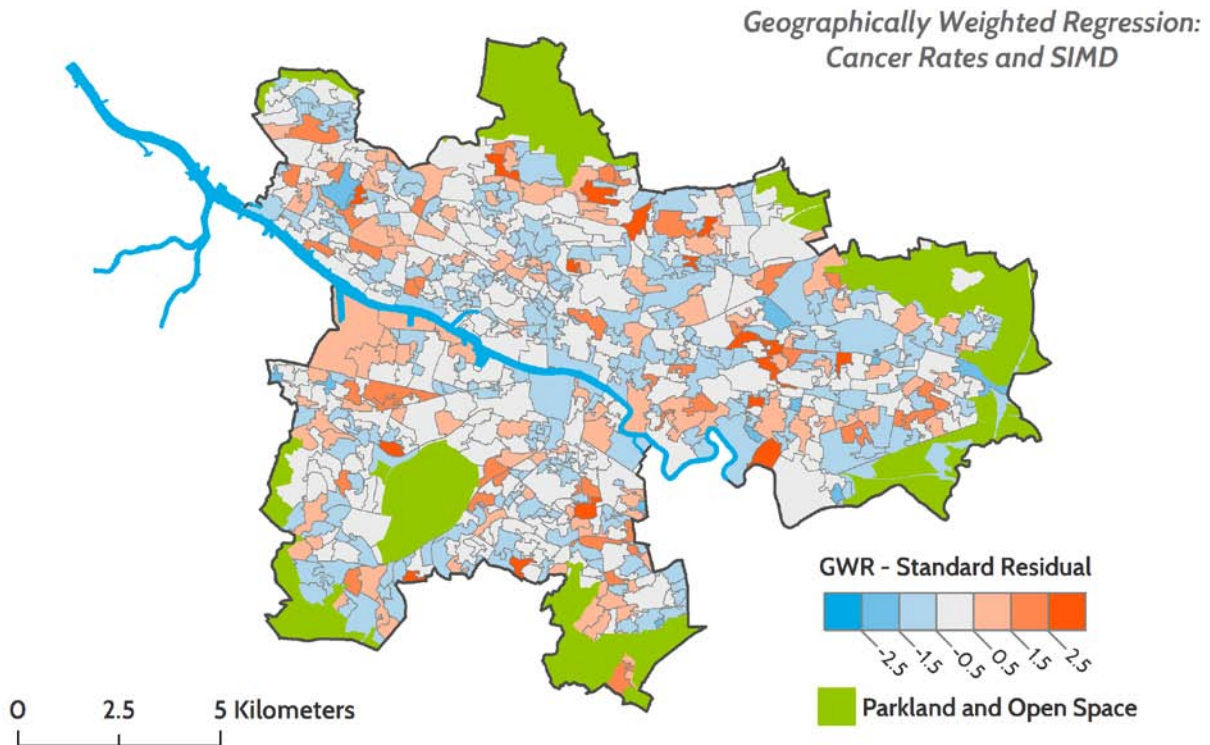 Geographically Weighted Regression:
Cancer Rates and SIMD
GWR - Standard Residual
-2.5 -1.5 -0.5 0.5 1.5 2.5
Parkland and Open Space
0 2.5 5 Kilometers